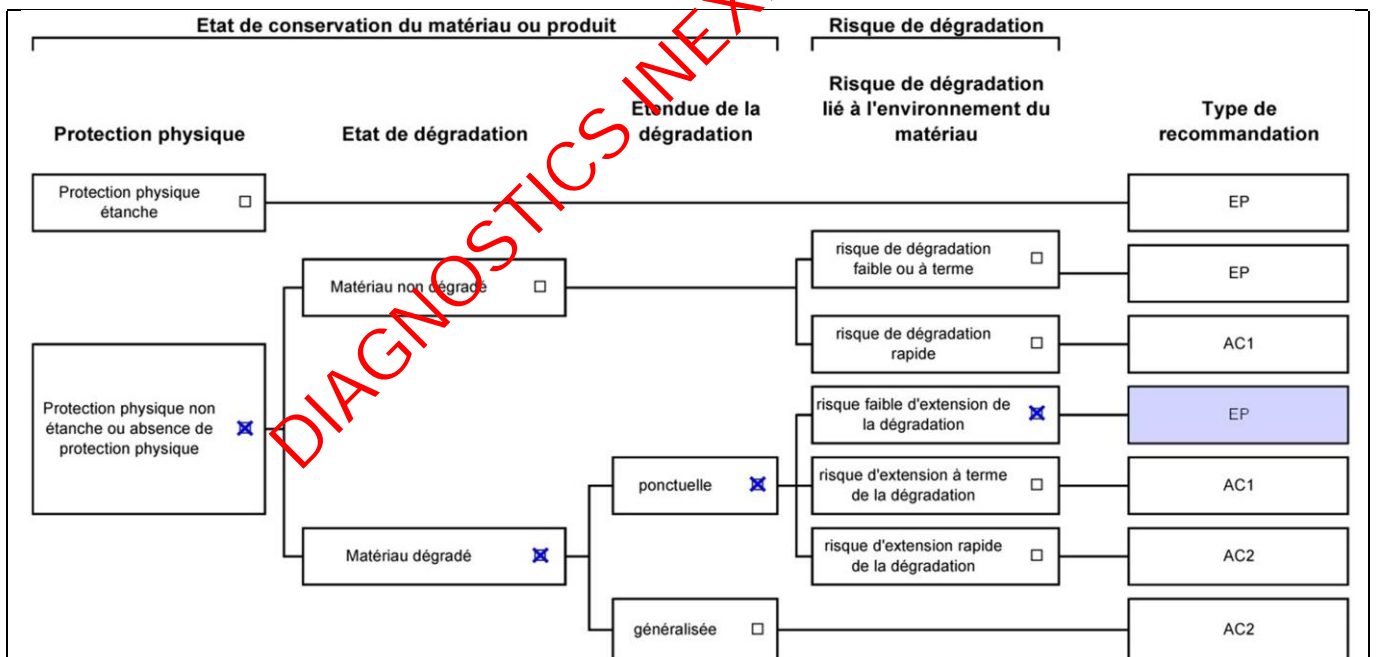 Etat de conservation du matériau ou produit
Risque de dégradation
Protection physique
Etat de dégradation
Etendue de la
dégradation
Risque de dégradation
lié à l'environnement du
matériau
Type de
recommandation
Protection physique
étanche
EP
Matériau non dégradé
risque de dégradation
faible ou à terme
EP
risque de dégradation
rapide
AC1
Protection physique non
étanche ou absence de
protection physique
risque faible d'extension de
la dégradation
EP
ponctuelle
risque d'extension à terme
de la dégradation
AC1
Matériau dégradé
risque d'extension rapide
de la dégradation
AC2
généralisée
AC2
DIAGNOSTICS